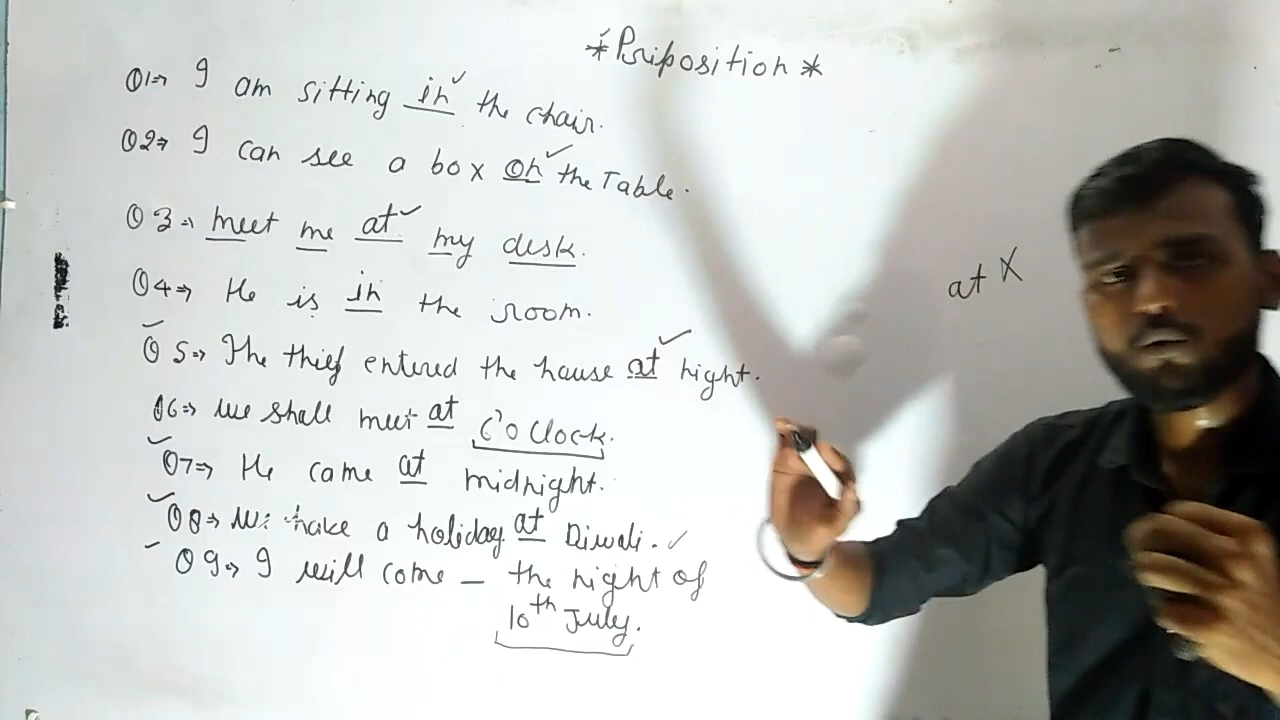 *Priposition*
Q1⇒ I am sitting in ✓ the chair.
Q2⇒ I can see a box on ✓ the Table.
Q3⇒ meet me at ✓ my desk.
Q4⇒ He is in the room.
at X
Q5⇒ The thief entered the hause at ✓ night.
Q6⇒ We shall meet at 6'O Clock.
Q7⇒ He came at midnight.
Q8⇒ We have a holiday at Diwali. ✓
Q9⇒ I will come _ the night of
10th July.